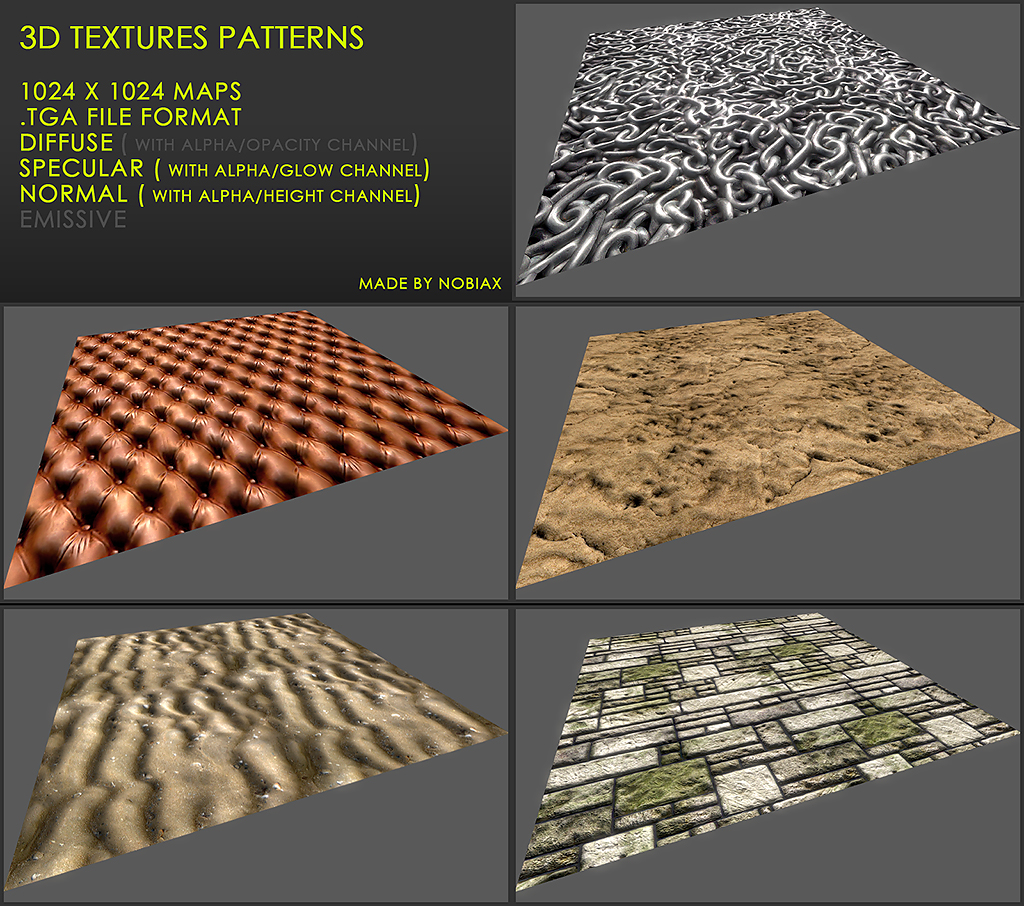 3D TEXTURES PATTERNS
1024 X 1024 MAPS
.TGA FILE FORMAT
DIFFUSE ( WITH ALPHA/OPACITY CHANNEL)
SPECULAR ( WITH ALPHA/GLOW CHANNEL)
NORMAL ( WITH ALPHA/HEIGHT CHANNEL)
EMISSIVE
MADE BY NOBIAX